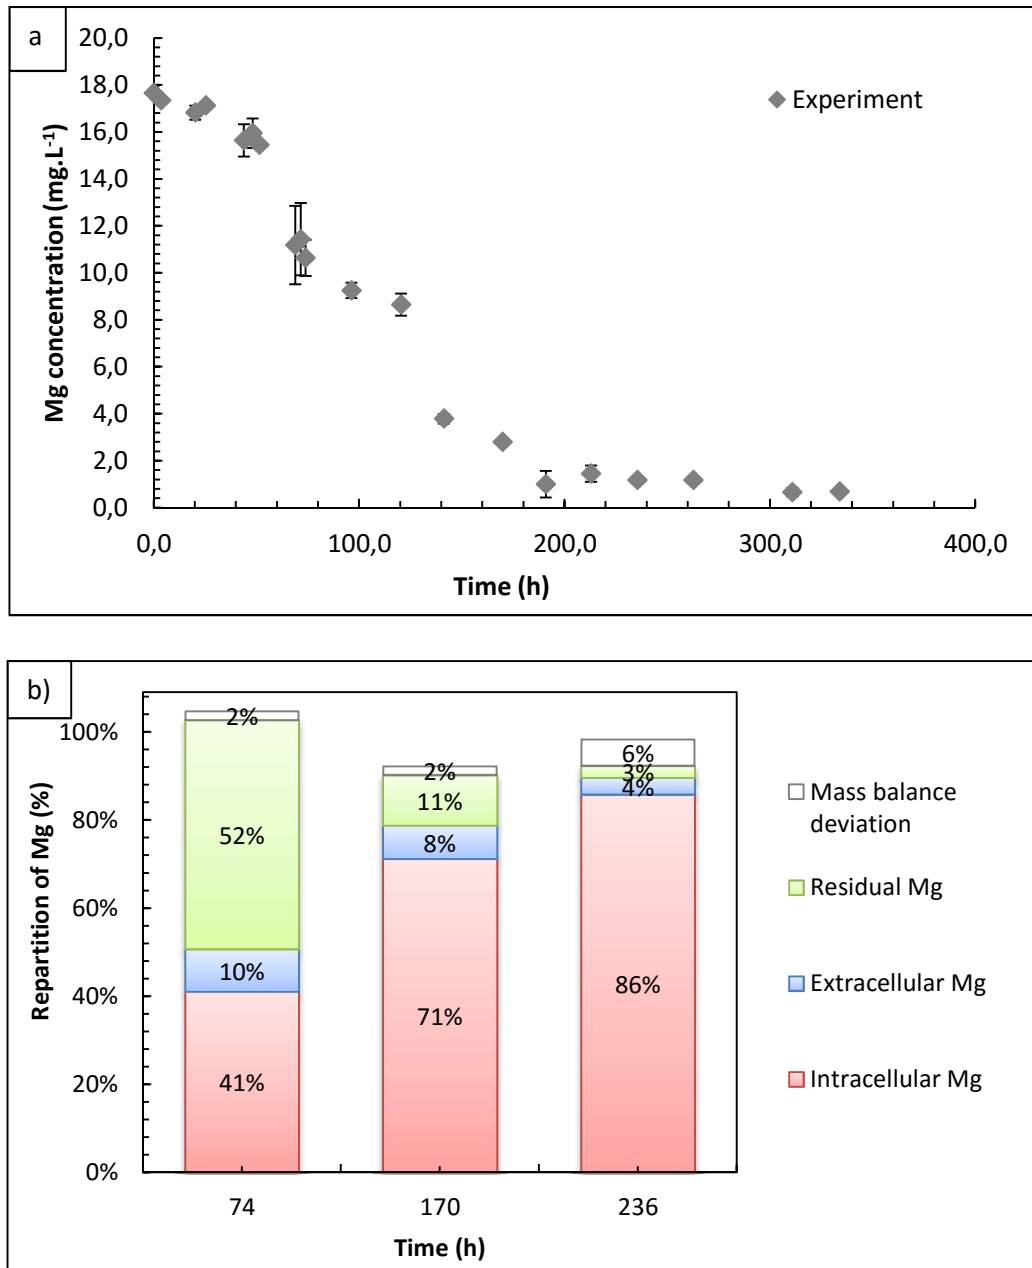 a
20,0
18,0
16,0
14,0
12,0
10,0
8,0
6,0
4,0
2,0
0,0
Mg concentration (mg.L⁻¹)
Experiment
0,0 100,0 200,0 300,0 400,0
Time (h)
b)
100%
80%
60%
40%
20%
0%
Repartition of Mg (%)
2%
52%
10%
41%
2%
11%
8%
71%
6%
3%
4%
86%
74 170 236
Time (h)
Mass balance
deviation
Residual Mg
Extracellular Mg
Intracellular Mg